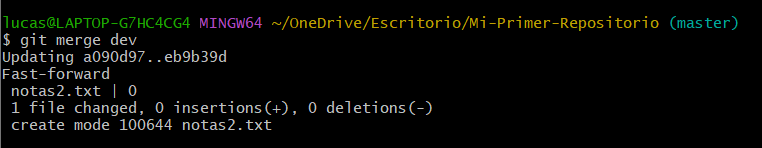 lucas@LAPTOP-G7HC4CG4 MINGW64 ~/OneDrive/Escritorio/Mi-Primer-Repositorio (master)
$ git merge dev
Updating a090d97..eb9b39d
Fast-forward
 notas2.txt | 0
 1 file changed, 0 insertions(+), 0 deletions(-)
 create mode 100644 notas2.txt